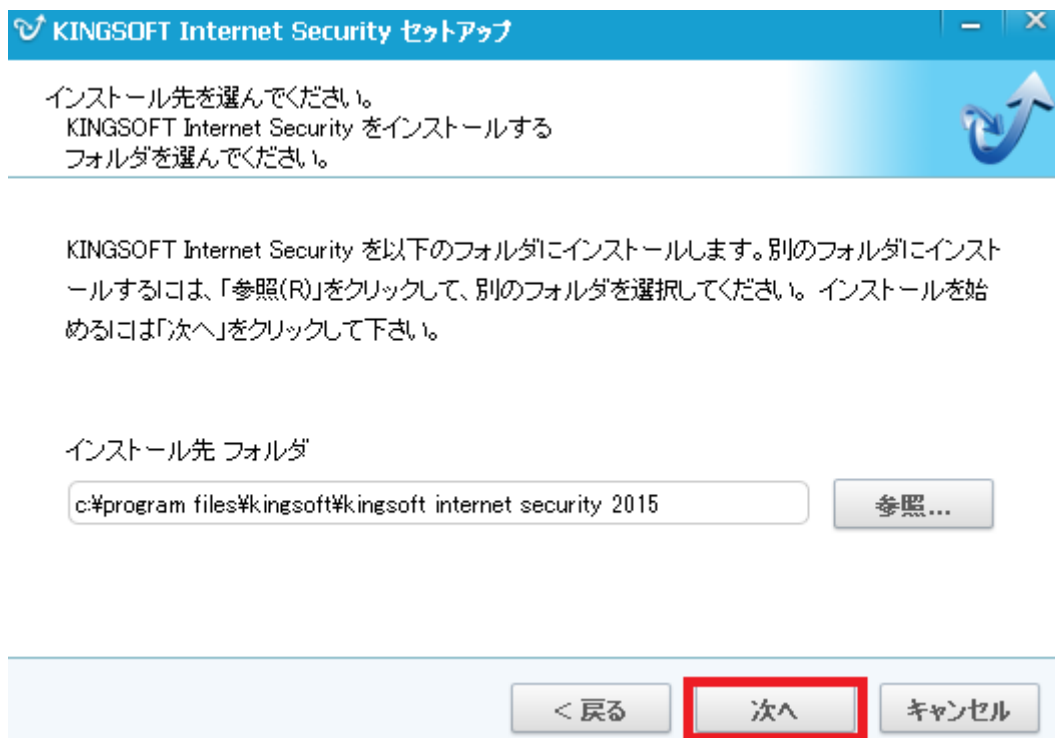 KINGSOFT Internet Security セットアップ
インストール先を選んでください。
KINGSOFT Internet Security をインストールする
フォルダを選んでください。
KINGSOFT Internet Security を以下のフォルダにインストールします。別のフォルダにインスト
ールするには、「参照(R)」をクリックして、別のフォルダを選択してください。 インストールを始
めるには「次へ」をクリックして下さい。
インストール先 フォルダ
c:¥program files¥kingsoft¥kingsoft internet security 2015
参照...
< 戻る
次へ
キャンセル